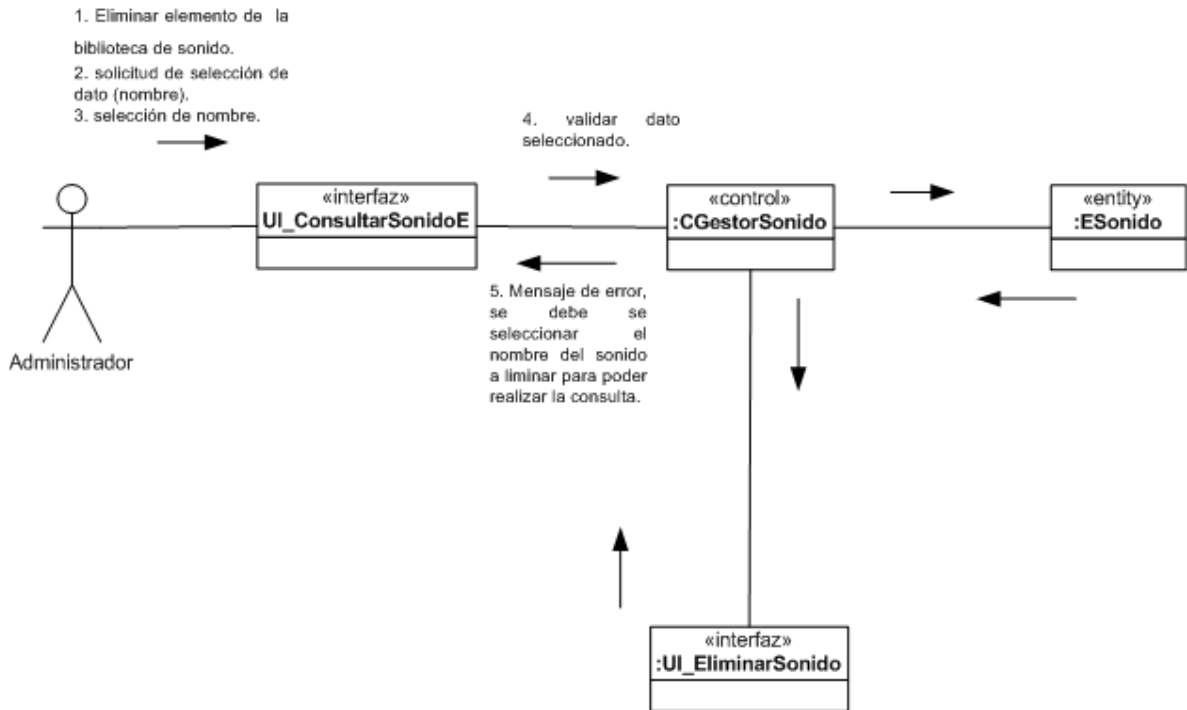 1. Eliminar elemento de la
biblioteca de sonido.
2. solicitud de selección de
dato (nombre).
3. selección de nombre.
4. validar dato
seleccionado.
«interfaz»
UI_ConsultarSonidoE
«control»
:CGestorSonido
«entity»
:ESonido
5. Mensaje de error,
se debe se
seleccionar el
nombre del sonido
a liminar para poder
realizar la consulta.
Administrador
«interfaz»
:UI_EliminarSonido